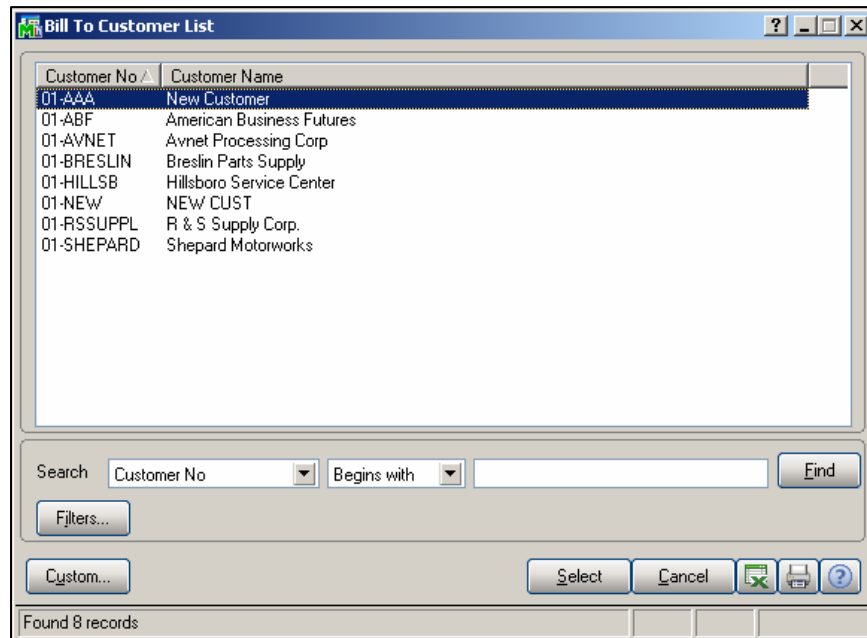 Bill To Customer List
Customer No Customer Name
01-AAA New Customer
01-ABF American Business Futures
01-AVNET Avnet Processing Corp
01-BRESLIN Breslin Parts Supply
01-HILLSB Hillsboro Service Center
01-NEW NEW CUST
01-RSSUPPL R & S Supply Corp.
01-SHEPARD Shepard Motorworks
Search Customer No Begins with Find
Filters...
Custom... Select Cancel
Found 8 records